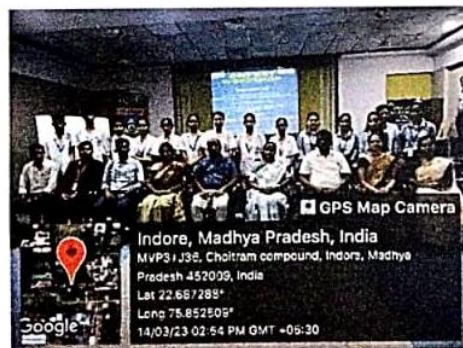 GPS Map Camera
Indore, Madhya Pradesh, India
MVP3+J36, Choitram compound, Indore, Madhya
Pradesh 452009, India
Lat 22.687288°
Long 75.852509°
14/03/23 02:54 PM GMT +05:30
Google